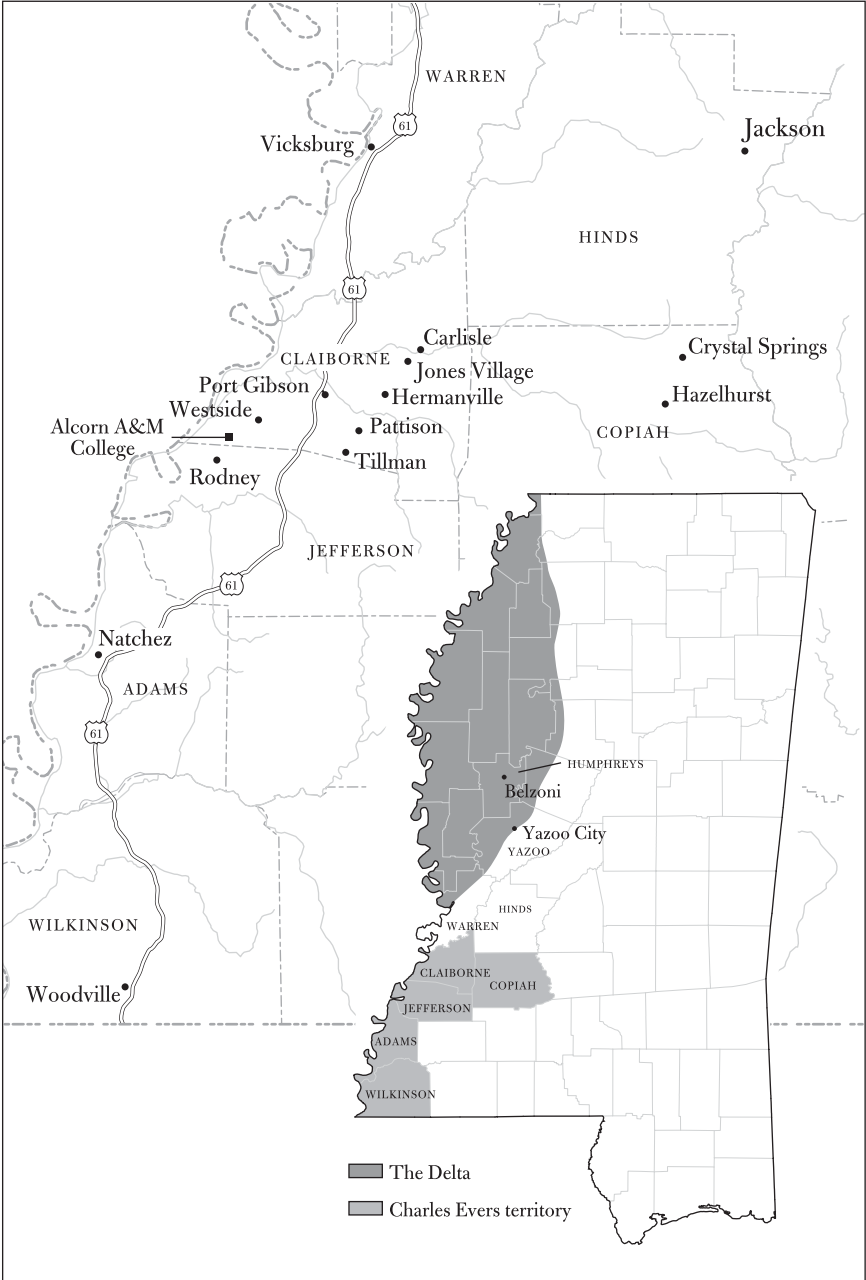 WARREN
61
Vicksburg
Jackson
HINDS
61
Carlisle
CLAIBORNE
Jones Village
Crystal Springs
Port Gibson
Hermanville
Hazelhurst
Westside
Alcorn A&M
College
Pattison
COPIAH
Tillman
Rodney
JEFFERSON
61
Natchez
ADAMS
61
HUMPHREYS
Belzoni
Yazoo City
YAZOO
HINDS
WARREN
WILKINSON
CLAIBORNE
COPIAH
Woodville
JEFFERSON
ADAMS
WILKINSON
The Delta
Charles Evers territory